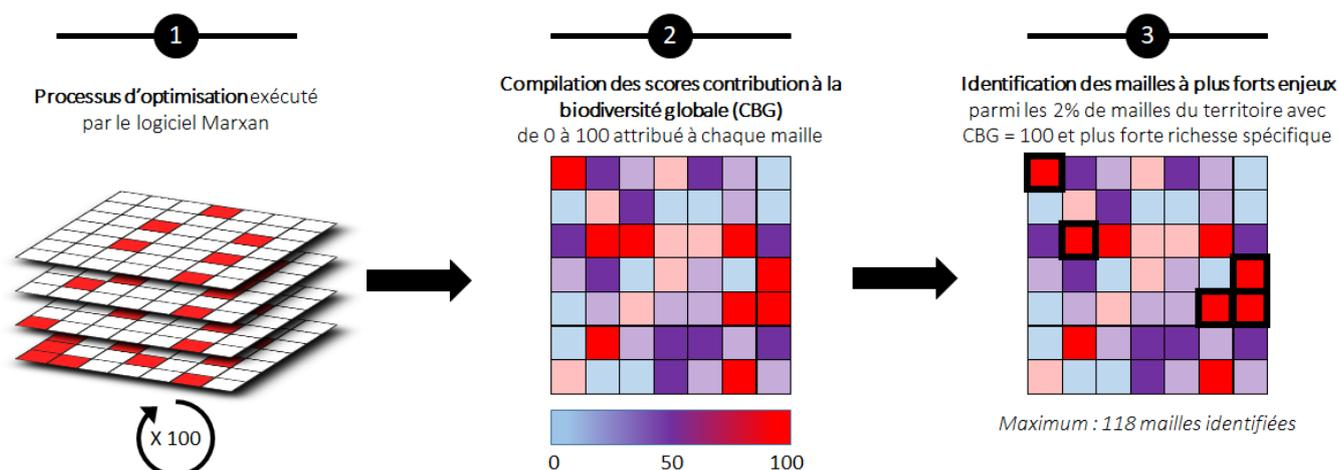 1
Processus d'optimisation exécuté
par le logiciel Marxan
X 100
2
Compilation des scores contribution à la
biodiversité globale (CBG)
de 0 à 100 attribué à chaque maille
0 50 100
3
Identification des mailles à plus forts enjeux
parmi les 2% de mailles du territoire avec
CBG = 100 et plus forte richesse spécifique
Maximum : 118 mailles identifiées